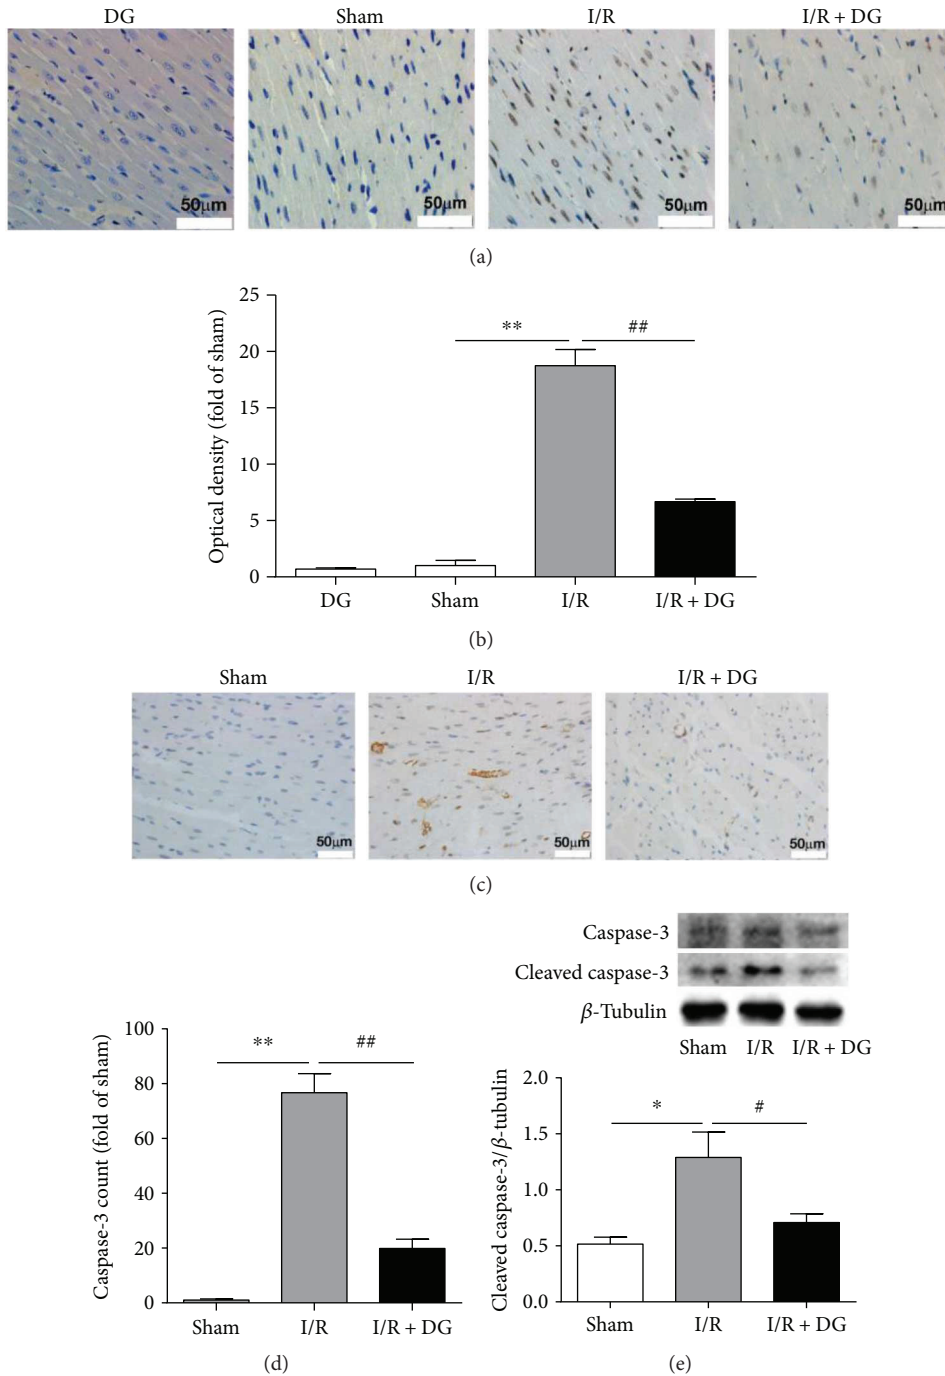 DG Sham I/R I/R + DG
50μm 50μm 50μm 50μm
(a)
Optical density (fold of sham)
25
20
15
10
5
0
** ##
DG Sham I/R I/R + DG
(b)
Sham I/R I/R + DG
50μm 50μm 50μm
(c)
Caspase-3 count (fold of sham)
100
80
60
40
20
0
** ##
Sham I/R I/R + DG
(d)
Caspase-3
Cleaved caspase-3
β-Tubulin
Sham I/R I/R + DG
Cleaved caspase-3/β-tubulin
2.0
1.5
1.0
0.5
0.0
* #
Sham I/R I/R + DG
(e)